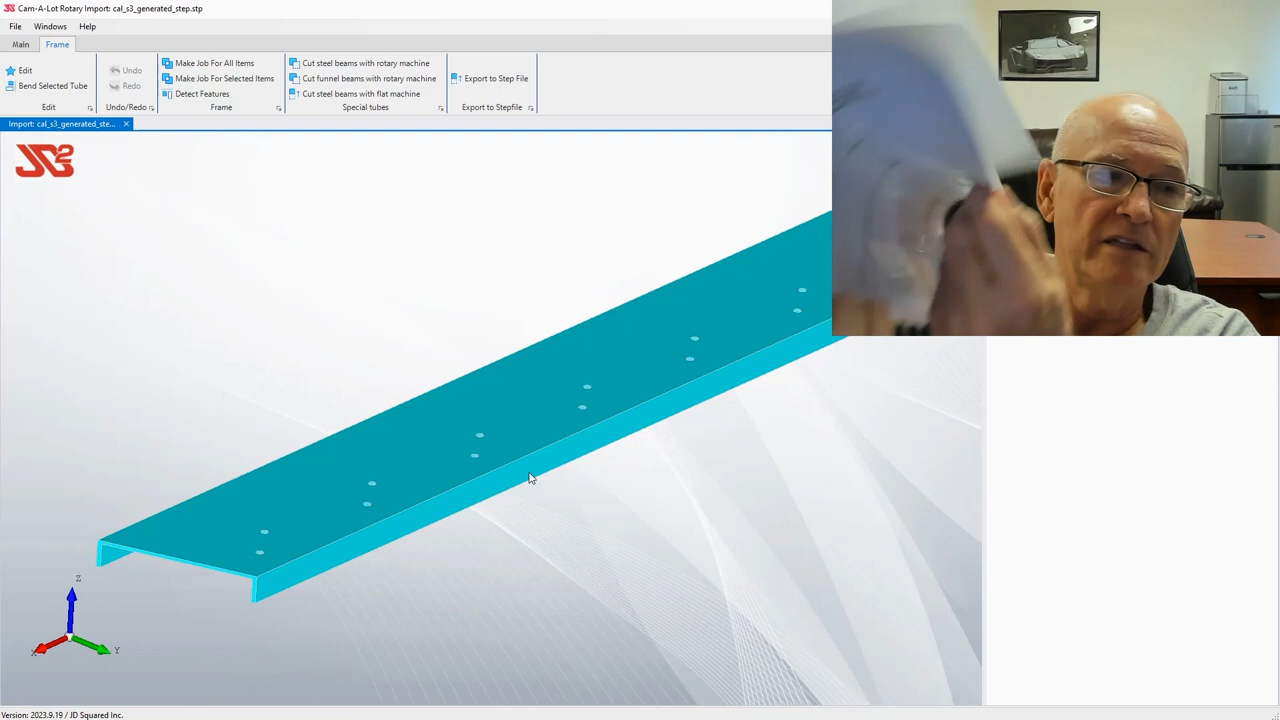 Cam-A-Lot Rotary Import: cal_s3_generated_step.stp
File Windows Help
Main Frame
Edit
Bend Selected Tube
Edit
Undo
Redo
Undo/Redo
Make Job For All Items
Make Job For Selected Items
Detect Features
Frame
Cut steel beams with rotary machine
Cut funnel beams with rotary machine
Cut steel beams with flat machine
Special tubes
Export to Step File
Export to Stepfile
Import: cal_s3_generated_ste...
JD2
Z
X
Y
Version: 2023.9.19 / JD Squared Inc.